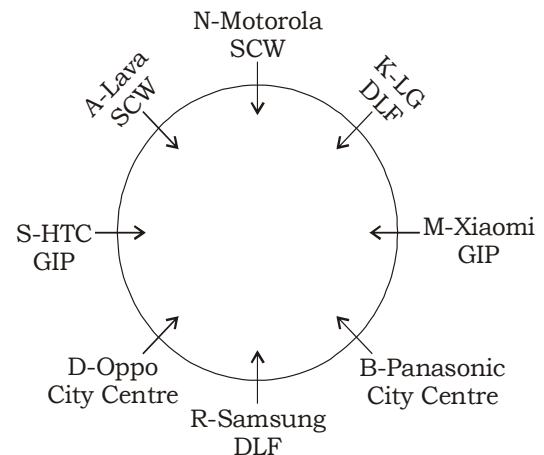 N-Motorola
SCW
A-Lava
SCW
K-LG
DLF
S-HTC
GIP
M-Xiaomi
GIP
D-Oppo
City Centre
B-Panasonic
City Centre
R-Samsung
DLF